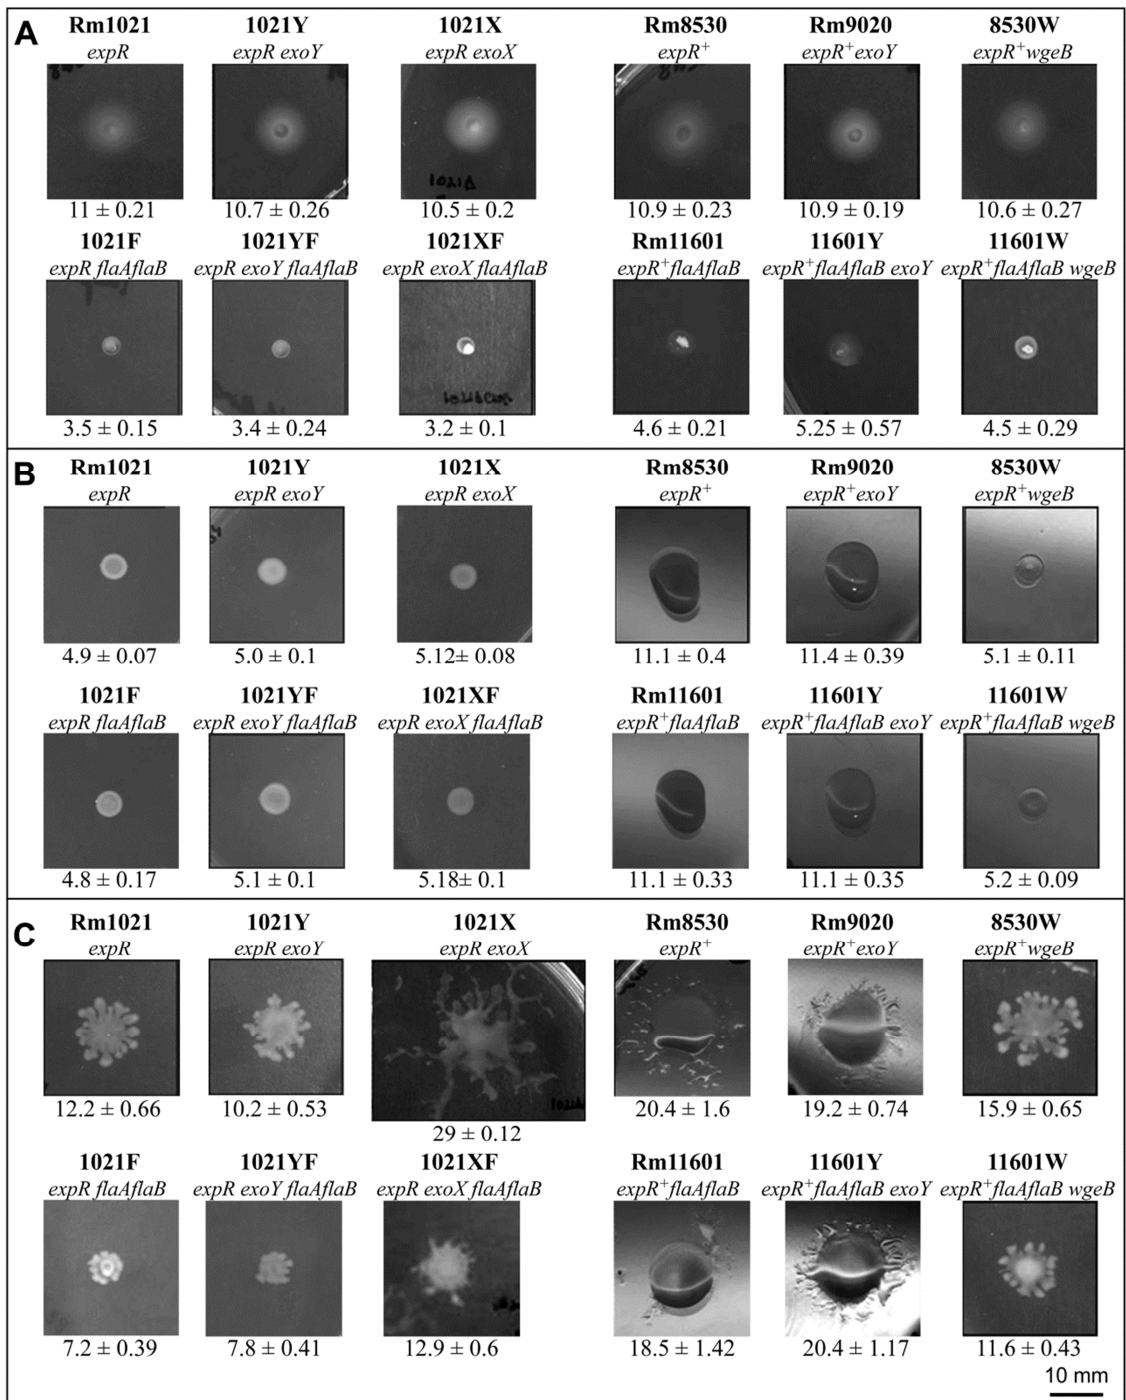 A
Rm1021 1021Y 1021X Rm8530 Rm9020 8530W
expR expR exoY expR exoX expR⁺ expR⁺exoY expR⁺wgeB
11 ± 0.21 10.7 ± 0.26 10.5 ± 0.2 10.9 ± 0.23 10.9 ± 0.19 10.6 ± 0.27
1021F 1021YF 1021XF Rm11601 11601Y 11601W
expR flaAflaB expR exoY flaAflaB expR exoX flaAflaB expR⁺flaAflaB expR⁺flaAflaB exoY expR⁺flaAflaB wgeB
3.5 ± 0.15 3.4 ± 0.24 3.2 ± 0.1 4.6 ± 0.21 5.25 ± 0.57 4.5 ± 0.29
B
Rm1021 1021Y 1021X Rm8530 Rm9020 8530W
expR expR exoY expR exoX expR⁺ expR⁺exoY expR⁺wgeB
4.9 ± 0.07 5.0 ± 0.1 5.12± 0.08 11.1 ± 0.4 11.4 ± 0.39 5.1 ± 0.11
1021F 1021YF 1021XF Rm11601 11601Y 11601W
expR flaAflaB expR exoY flaAflaB expR exoX flaAflaB expR⁺flaAflaB expR⁺flaAflaB exoY expR⁺flaAflaB wgeB
4.8 ± 0.17 5.1 ± 0.1 5.18± 0.1 11.1 ± 0.33 11.1 ± 0.35 5.2 ± 0.09
C
Rm1021 1021Y 1021X Rm8530 Rm9020 8530W
expR expR exoY expR exoX expR⁺ expR⁺exoY expR⁺wgeB
12.2 ± 0.66 10.2 ± 0.53 29 ± 0.12 20.4 ± 1.6 19.2 ± 0.74 15.9 ± 0.65
1021F 1021YF 1021XF Rm11601 11601Y 11601W
expR flaAflaB expR exoY flaAflaB expR exoX flaAflaB expR⁺flaAflaB expR⁺flaAflaB exoY expR⁺flaAflaB wgeB
7.2 ± 0.39 7.8 ± 0.41 12.9 ± 0.6 18.5 ± 1.42 20.4 ± 1.17 11.6 ± 0.43
10 mm